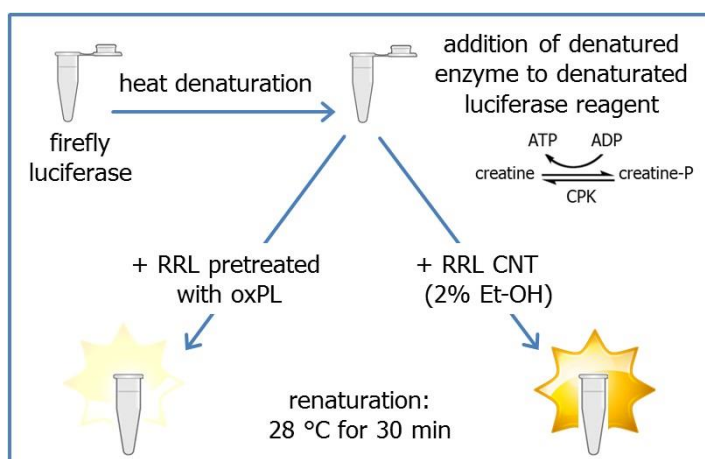 heat denaturation
firefly
luciferase
addition of denatured
enzyme to denaturated
luciferase reagent
ATP ADP
creatine creatine-P
CPK
+ RRL pretreated
with oxPL
+ RRL CNT
(2% Et-OH)
renaturation:
28 °C for 30 min